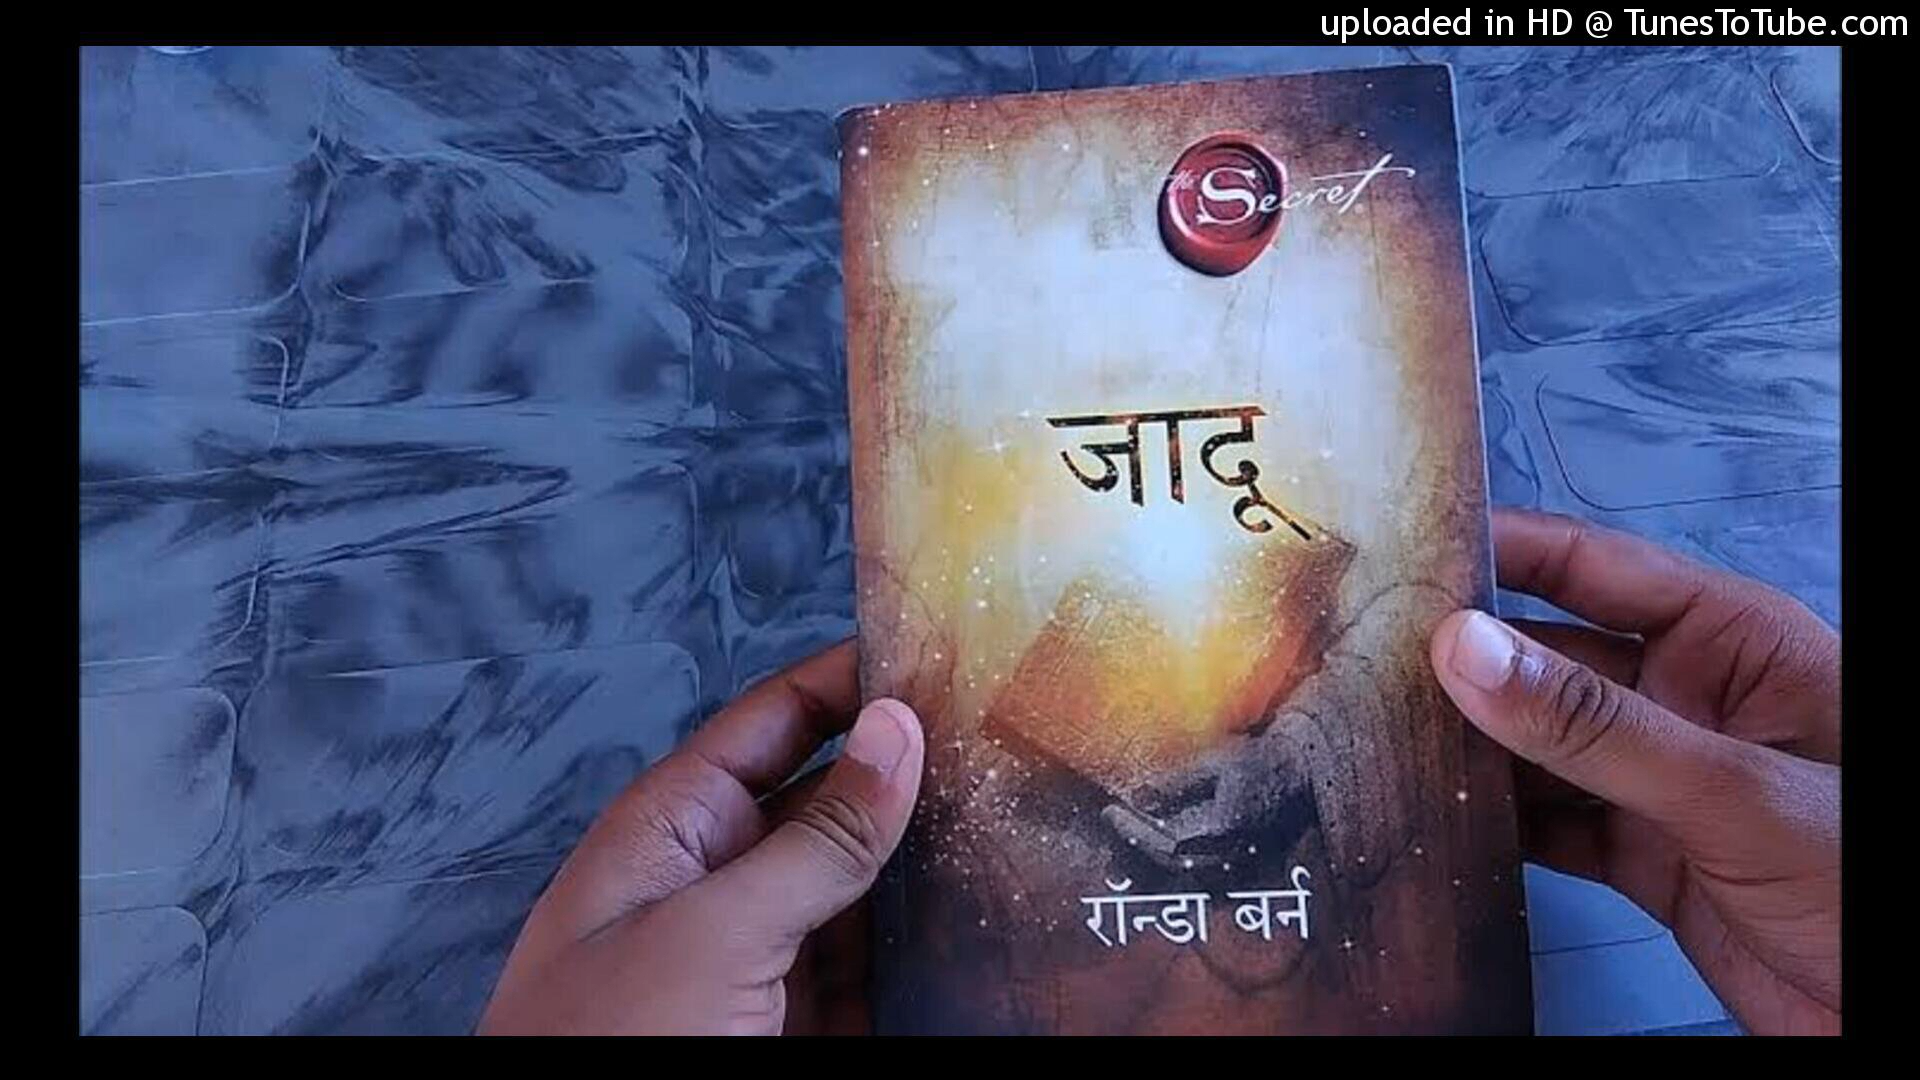 uploaded in HD @ TunesToTube.com
the Secret
जादू
रॉन्डा बर्न